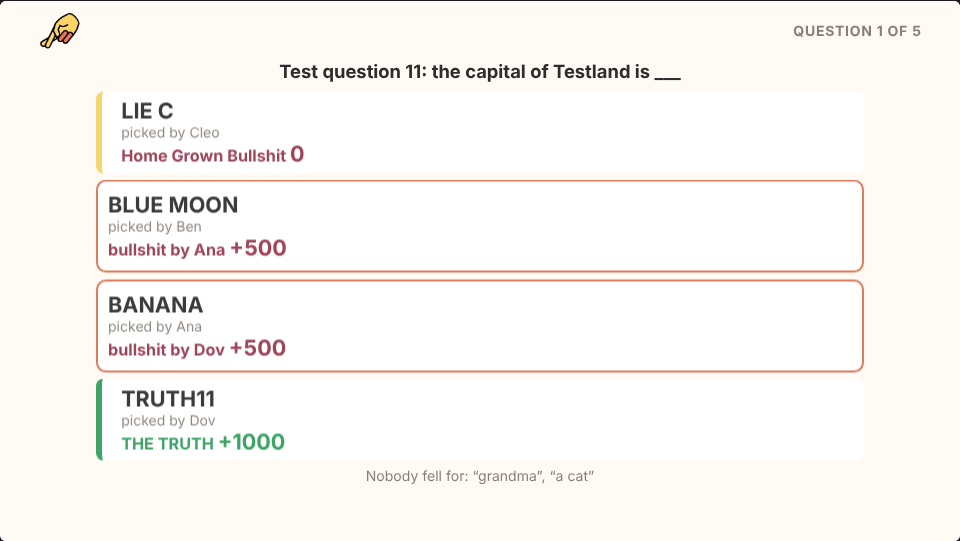 QUESTION 1 OF 5
Test question 11: the capital of Testland is ___
LIE C
picked by Cleo
Home Grown Bullshit 0
BLUE MOON
picked by Ben
bullshit by Ana +500
BANANA
picked by Ana
bullshit by Dov +500
TRUTH11
picked by Dov
THE TRUTH +1000
Nobody fell for: “grandma”, “a cat”